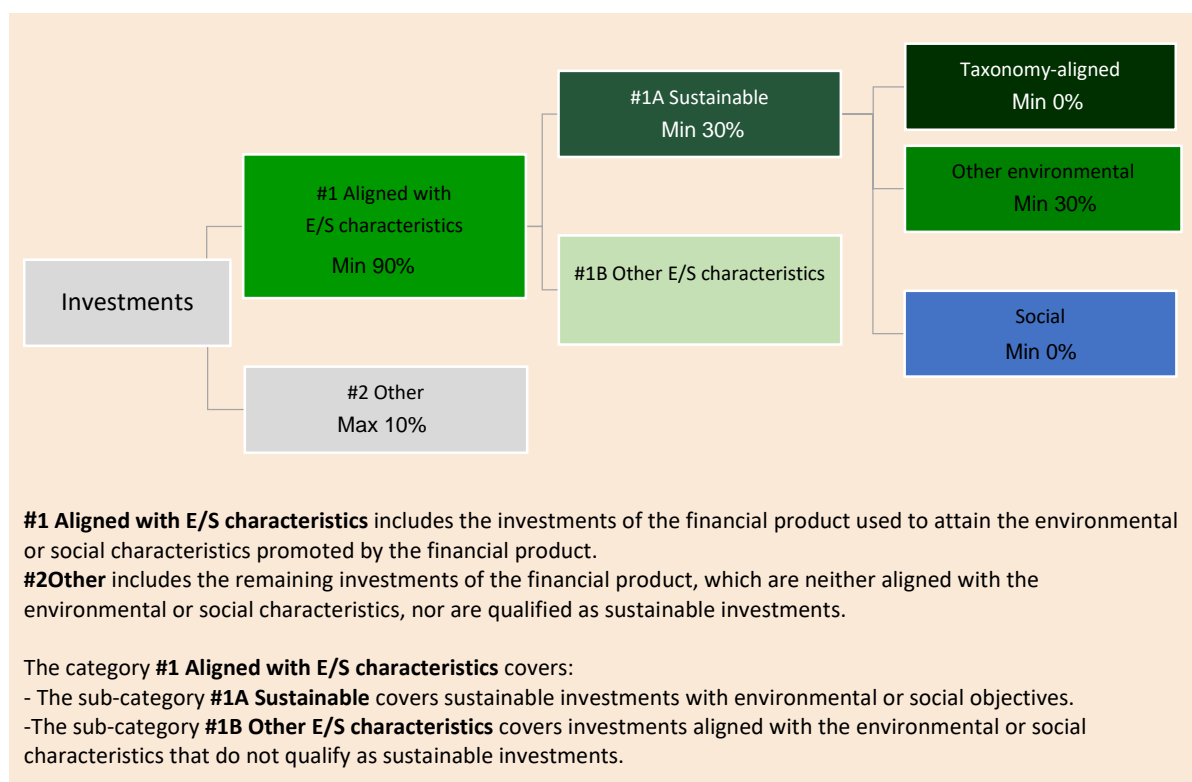 Taxonomy-aligned
Min 0%
#1A Sustainable
Min 30%
Other environmental
Min 30%
#1 Aligned with
E/S characteristics
Min 90%
#1B Other E/S characteristics
Investments
Social
Min 0%
#2 Other
Max 10%
#1 Aligned with E/S characteristics includes the investments of the financial product used to attain the environmental
or social characteristics promoted by the financial product.
#2Other includes the remaining investments of the financial product, which are neither aligned with the
environmental or social characteristics, nor are qualified as sustainable investments.
The category #1 Aligned with E/S characteristics covers:
- The sub-category #1A Sustainable covers sustainable investments with environmental or social objectives.
-The sub-category #1B Other E/S characteristics covers investments aligned with the environmental or social
characteristics that do not qualify as sustainable investments.